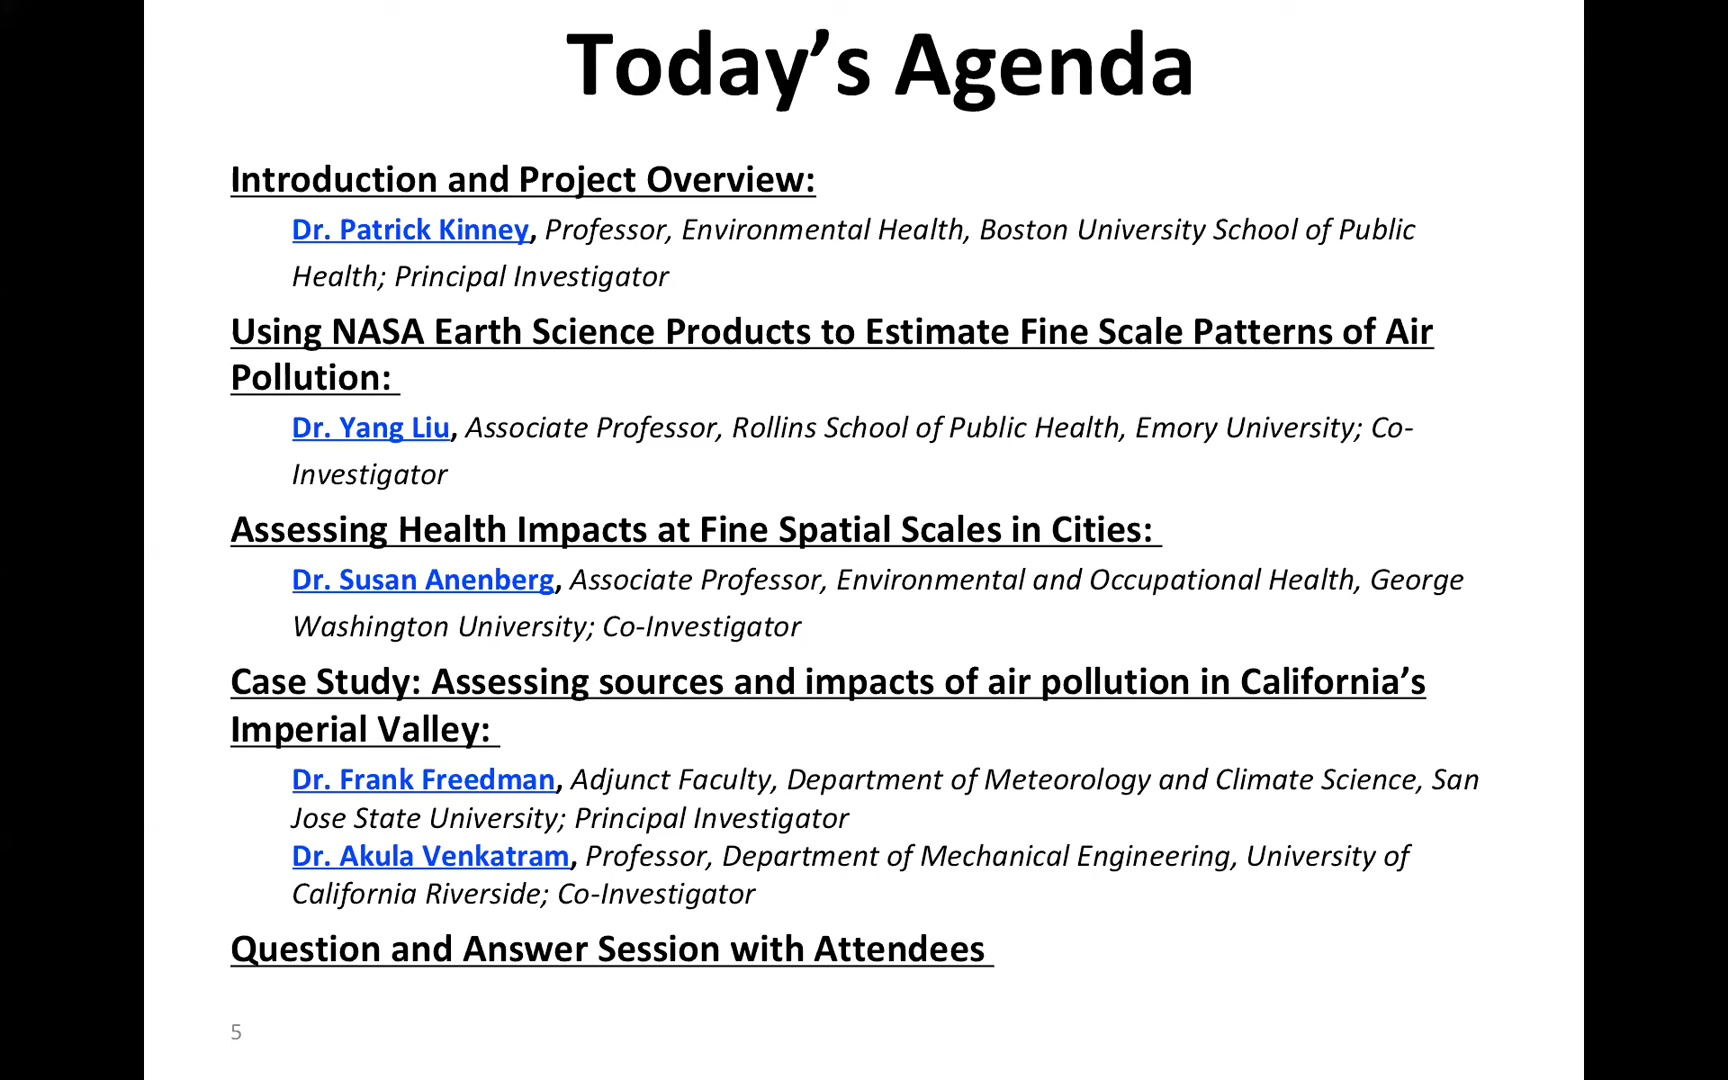 Today’s Agenda
Introduction and Project Overview:
Dr. Patrick Kinney, Professor, Environmental Health, Boston University School of Public
Health; Principal Investigator
Using NASA Earth Science Products to Estimate Fine Scale Patterns of Air
Pollution:
Dr. Yang Liu, Associate Professor, Rollins School of Public Health, Emory University; Co-
Investigator
Assessing Health Impacts at Fine Spatial Scales in Cities:
Dr. Susan Anenberg, Associate Professor, Environmental and Occupational Health, George
Washington University; Co-Investigator
Case Study: Assessing sources and impacts of air pollution in California’s
Imperial Valley:
Dr. Frank Freedman, Adjunct Faculty, Department of Meteorology and Climate Science, San
Jose State University; Principal Investigator
Dr. Akula Venkatram, Professor, Department of Mechanical Engineering, University of
California Riverside; Co-Investigator
Question and Answer Session with Attendees
5